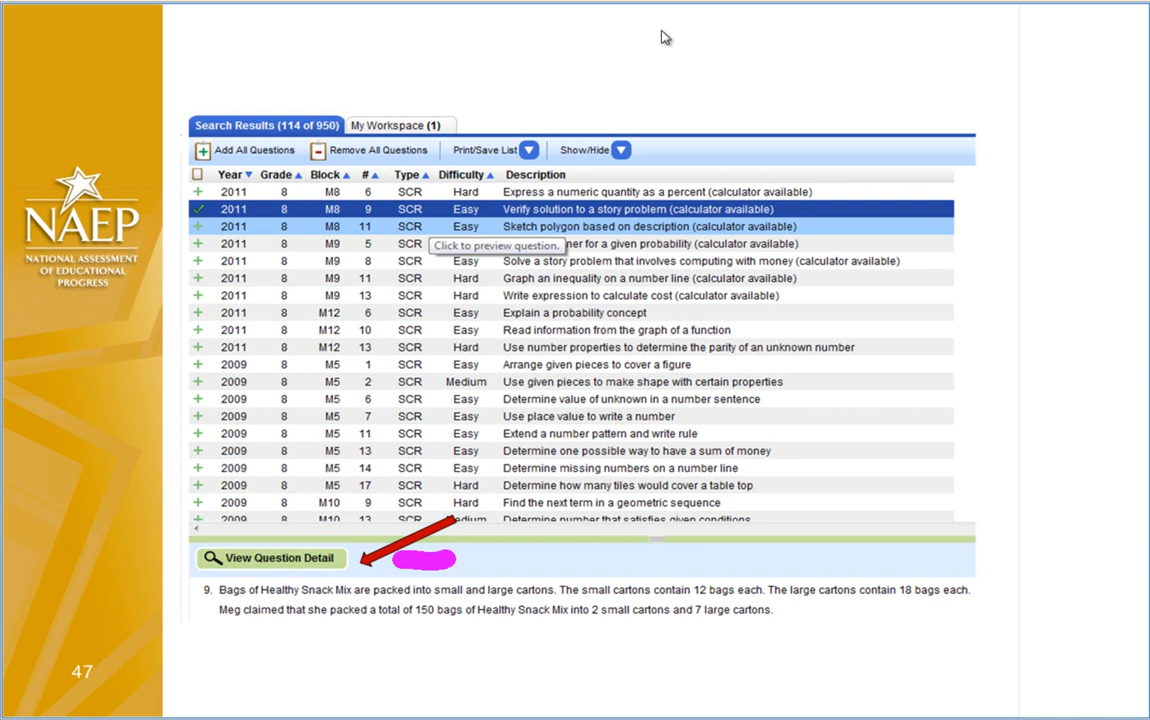 NAEP
NATIONAL ASSESSMENT
OF EDUCATIONAL
PROGRESS
47
Search Results (114 of 950) My Workspace (1)
Add All Questions Remove All Questions Print/Save List Show/Hide
Year Grade Block # Type Difficulty Description
2011 8 M8 6 SCR Hard Express a numeric quantity as a percent (calculator available)
2011 8 M8 9 SCR Easy Verify solution to a story problem (calculator available)
2011 8 M8 11 SCR Easy Sketch polygon based on description (calculator available)
2011 8 M9 5 SCR Click to preview question. for a given probability (calculator available)
2011 8 M9 8 SCR Easy Solve a story problem that involves computing with money (calculator available)
2011 8 M9 11 SCR Hard Graph an inequality on a number line (calculator available)
2011 8 M9 13 SCR Hard Write expression to calculate cost (calculator available)
2011 8 M12 6 SCR Easy Explain a probability concept
2011 8 M12 10 SCR Easy Read information from the graph of a function
2011 8 M12 13 SCR Hard Use number properties to determine the parity of an unknown number
2009 8 M5 1 SCR Easy Arrange given pieces to cover a figure
2009 8 M5 2 SCR Medium Use given pieces to make shape with certain properties
2009 8 M5 6 SCR Easy Determine value of unknown in a number sentence
2009 8 M5 7 SCR Easy Use place value to write a number
2009 8 M5 11 SCR Easy Extend a number pattern and write rule
2009 8 M5 13 SCR Easy Determine one possible way to have a sum of money
2009 8 M5 14 SCR Easy Determine missing numbers on a number line
2009 8 M5 17 SCR Hard Determine how many tiles would cover a table top
2009 8 M10 9 SCR Hard Find the next term in a geometric sequence
2009 8 M10 13 SCR Medium Determine number that satisfies given conditions
View Question Detail
9. Bags of Healthy Snack Mix are packed into small and large cartons. The small cartons contain 12 bags each. The large cartons contain 18 bags each.
Meg claimed that she packed a total of 150 bags of Healthy Snack Mix into 2 small cartons and 7 large cartons.